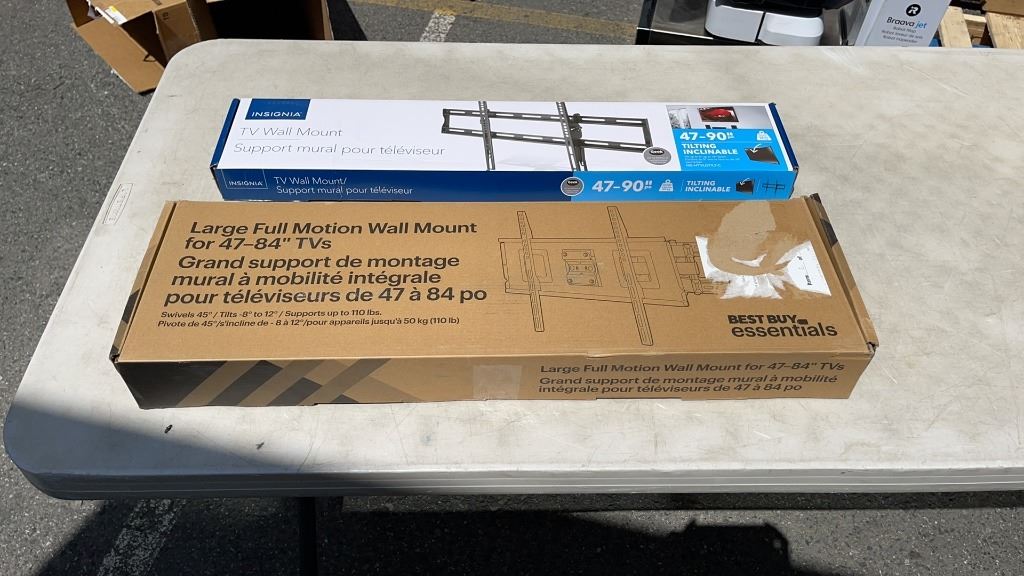 Braava jet
INSIGNIA
TV Wall Mount
Support mural pour téléviseur
47-90"
TILTING
INCLINABLE
INSIGNIA
TV Wall Mount/
Support mural pour téléviseur
47-90" po
TILTING
INCLINABLE
Large Full Motion Wall Mount
for 47–84" TVs
Grand support de montage
mural à mobilité intégrale
pour téléviseurs de 47 à 84 po
Swivels 45° / Tilts -8° to 12° / Supports up to 110 lbs.
Pivote de 45°/s'incline de - 8 à 12°/pour appareils jusqu'à 50 kg (110 lb)
BEST BUY
essentials
Large Full Motion Wall Mount for 47–84" TVs
Grand support de montage mural à mobilité
intégrale pour téléviseurs de 47 à 84 po